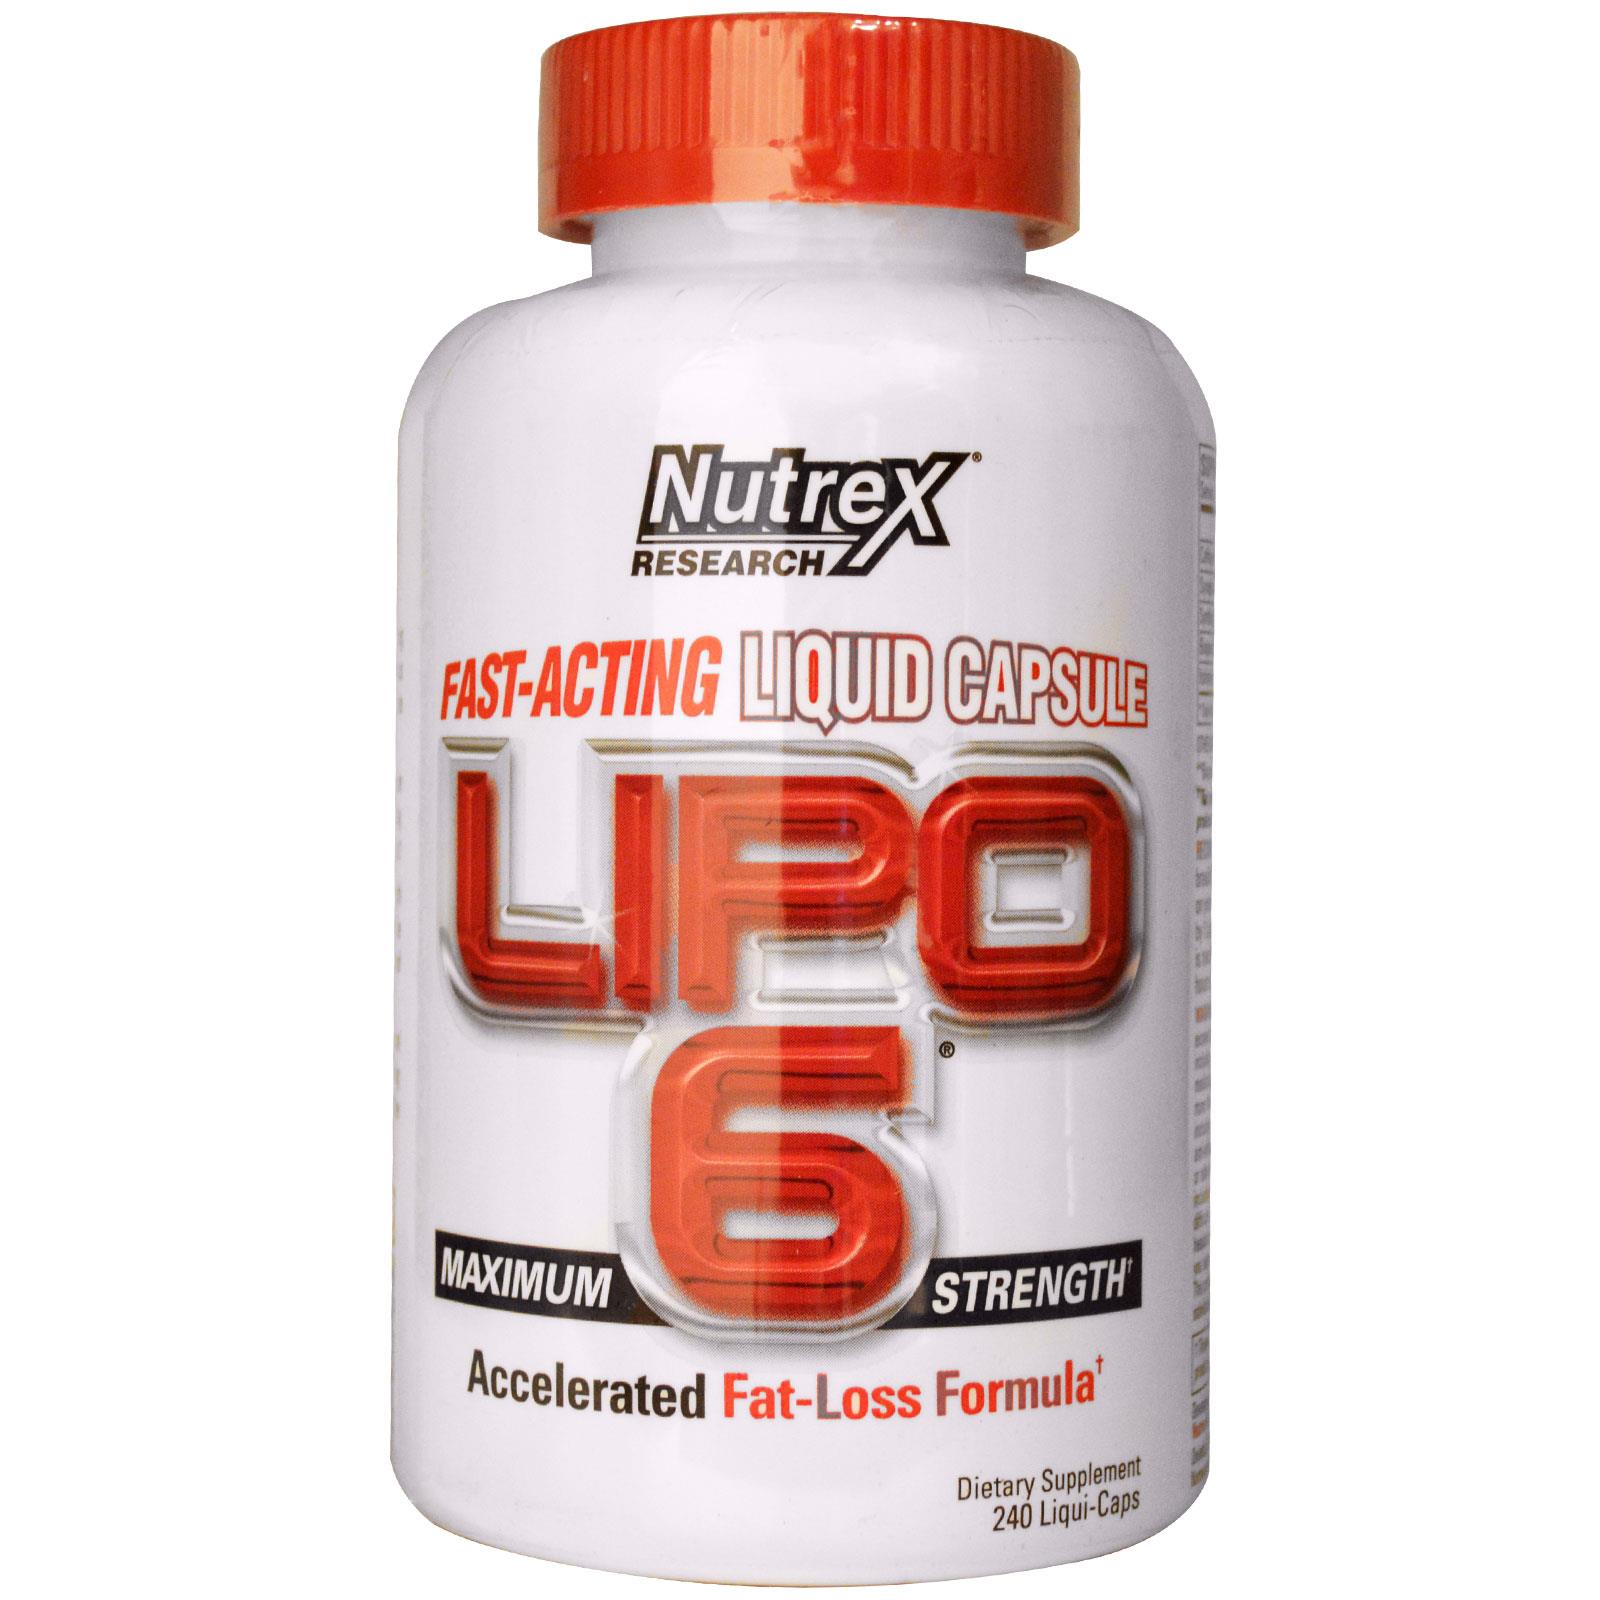 Nutrex®
RESEARCH
FAST-ACTING LIQUID CAPSULE
LIPO
6®
MAXIMUM STRENGTH†
Accelerated Fat-Loss Formula†
Dietary Supplement
240 Liqui-Caps